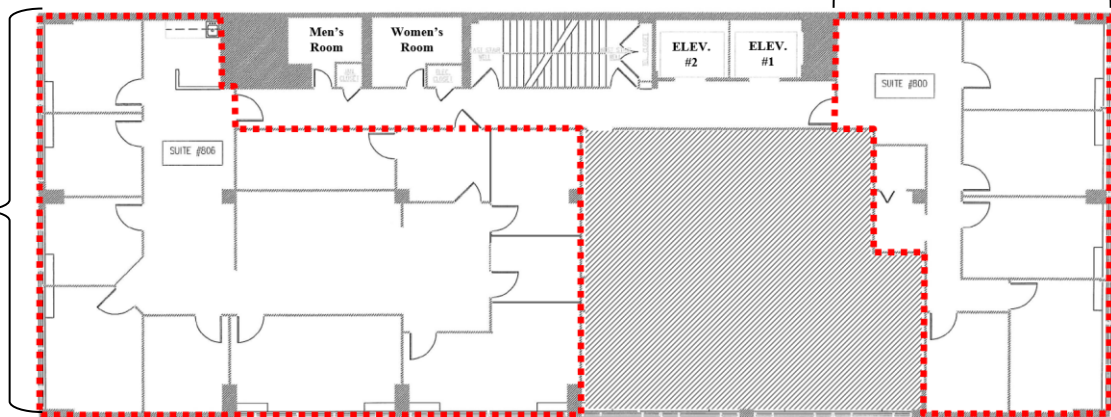 Men's
Room
Women's
Room
ELEV.
#2
ELEV.
#1
SUITE #800
SUITE #806